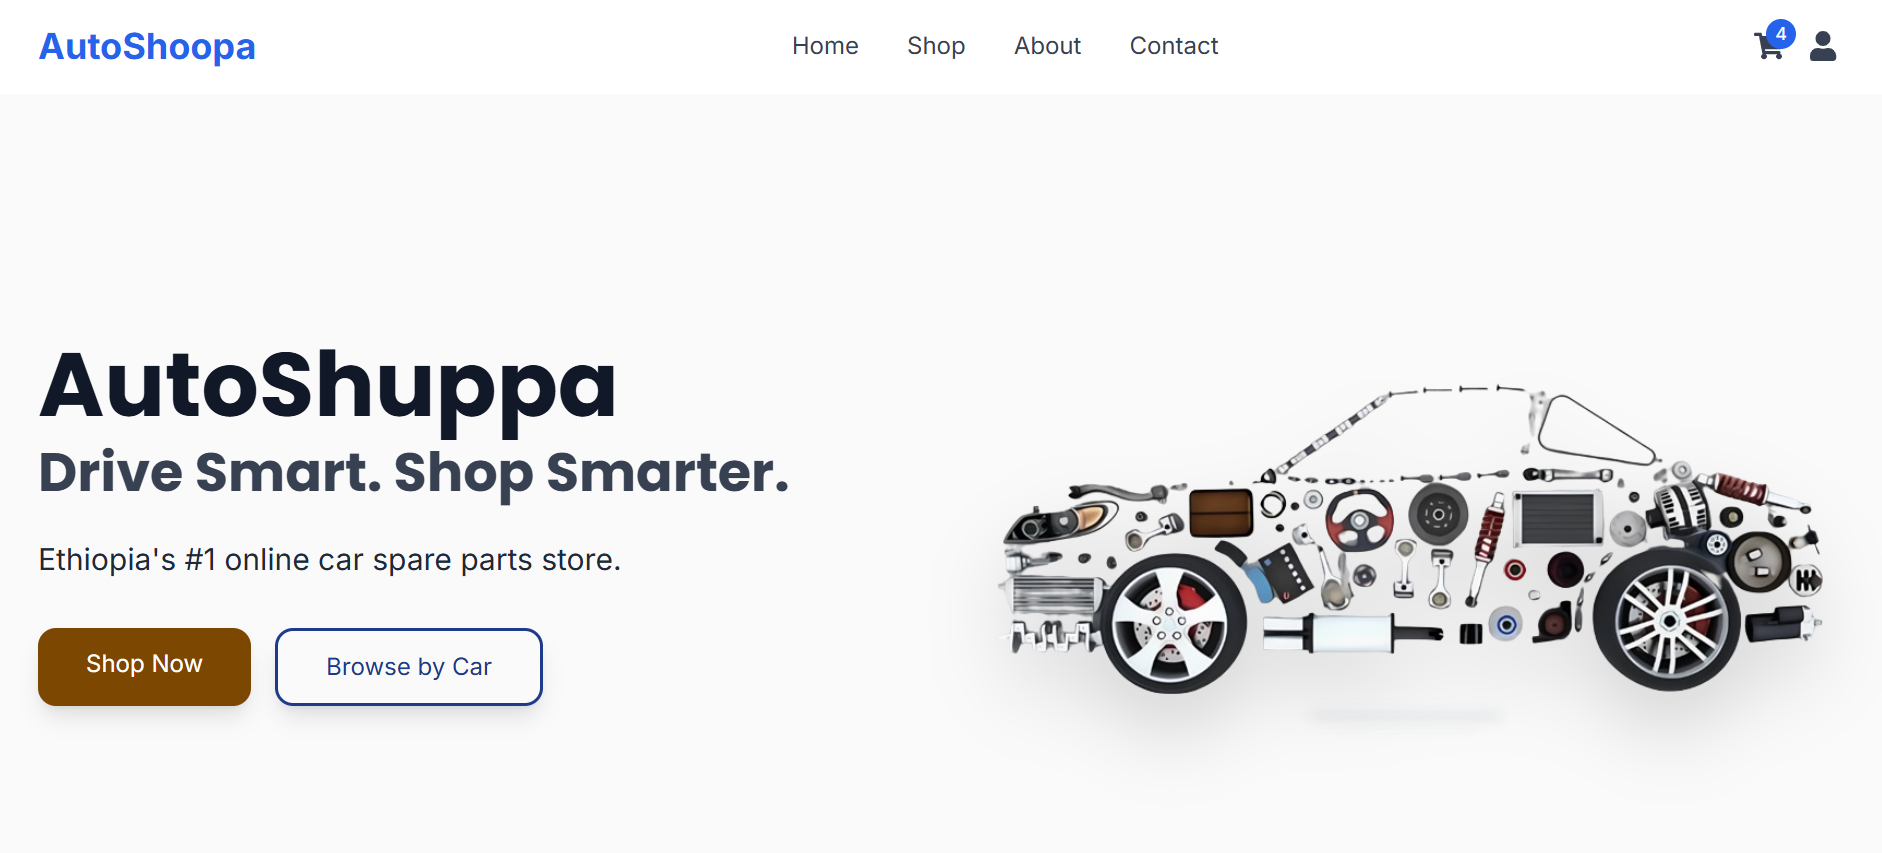 AutoShoopa
Home Shop About Contact
4
AutoShuppa
Drive Smart. Shop Smarter.
Ethiopia's #1 online car spare parts store.
Shop Now
Browse by Car